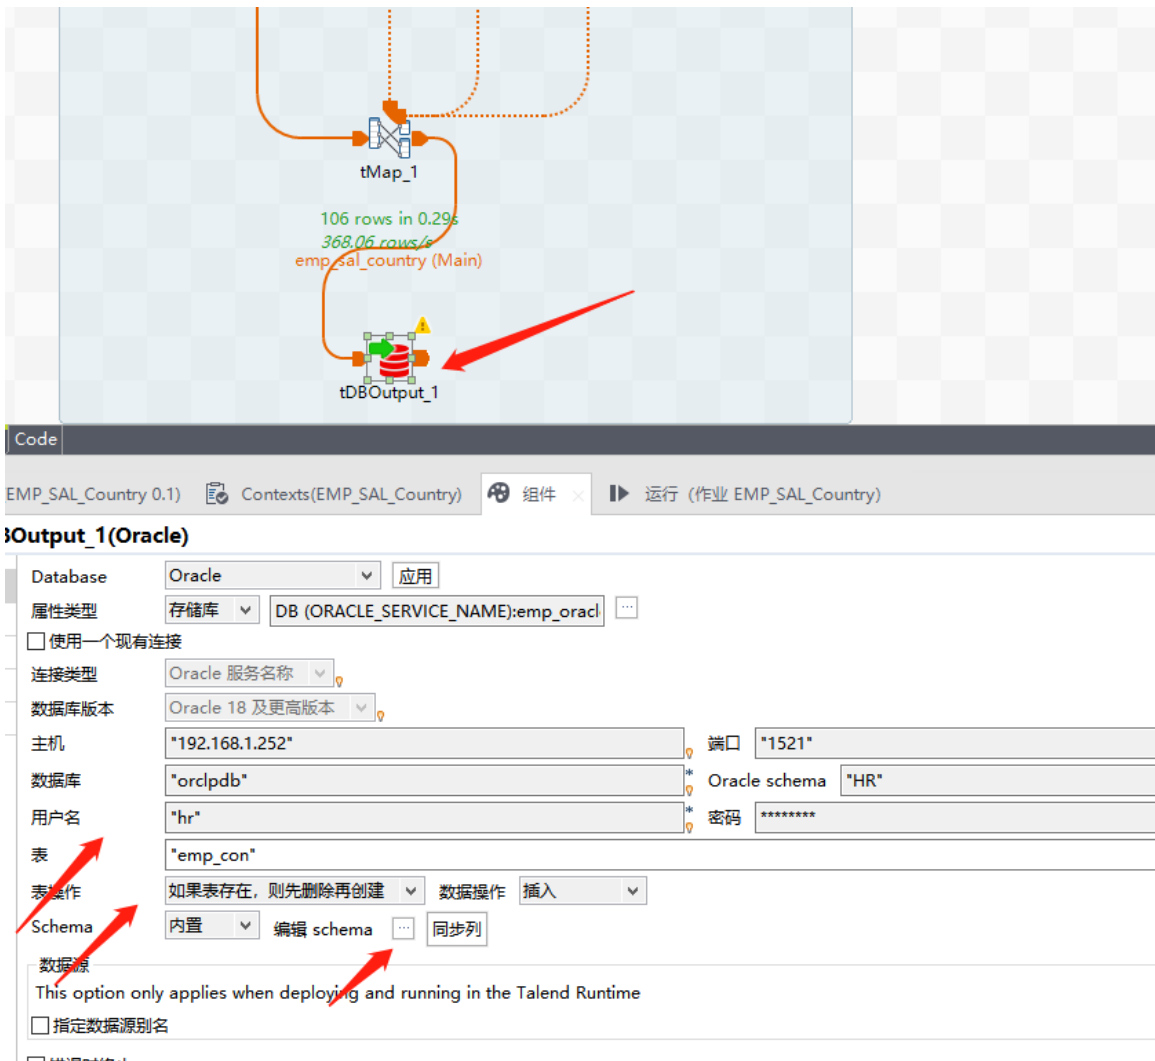 tMap_1
106 rows in 0.29s
368.06 rows/s
emp_sal_country (Main)
tDBOutput_1
Code
EMP_SAL_Country 0.1) Contexts(EMP_SAL_Country) 组件 运行（作业 EMP_SAL_Country)
BOutput_1(Oracle)
Database Oracle 应用
属性类型 存储库 DB (ORACLE_SERVICE_NAME):emp_oracl
使用一个现有连接
连接类型 Oracle 服务名称
数据库版本 Oracle 18 及更高版本
主机 "192.168.1.252" 端口 "1521"
数据库 "orclpdb" * Oracle schema "HR"
用户名 "hr" * 密码 ********
表 "emp_con"
表操作 如果表存在，则先删除再创建 数据操作 插入
Schema 内置 编辑 schema ... 同步列
数据源
This option only applies when deploying and running in the Talend Runtime
指定数据源别名